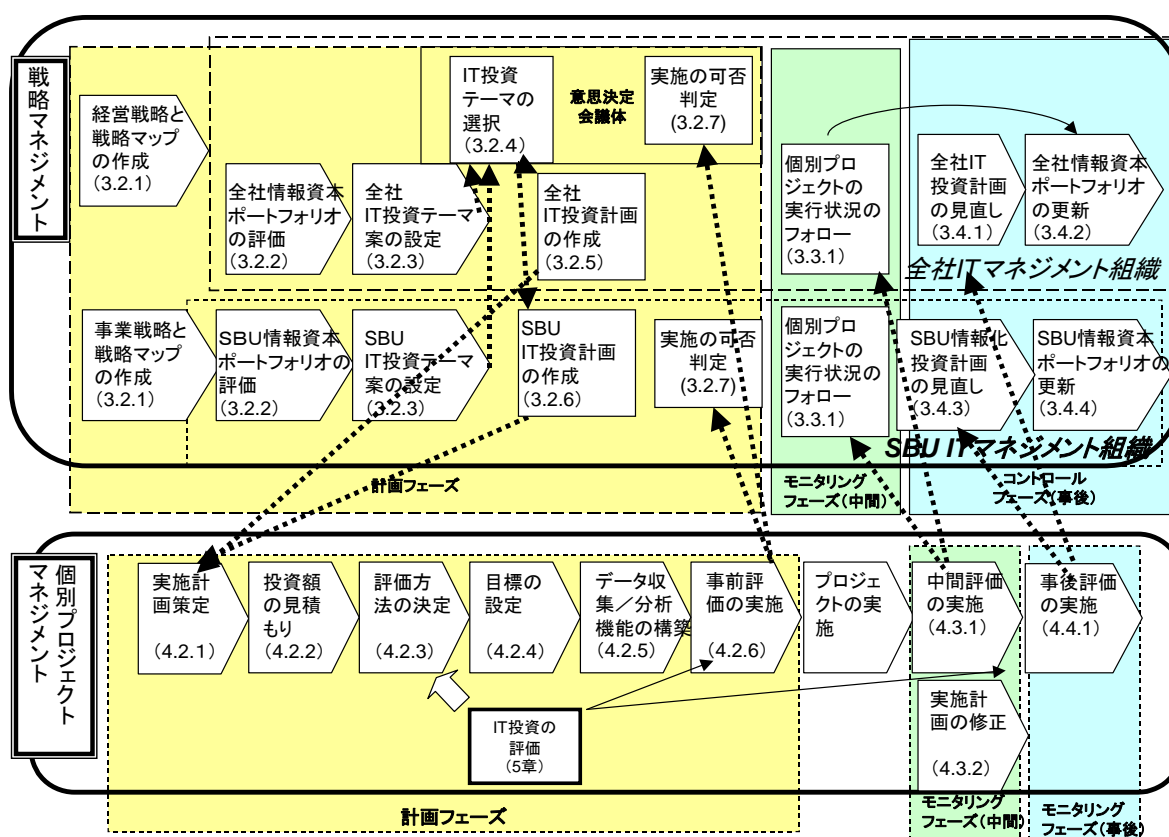 戦略マネジメント
経営戦略と
戦略マップ
の作成
(3.2.1)
IT投資
テーマの
選択
(3.2.4)
意思決定
会議体
実施の可否
判定
(3.2.7)
全社情報資本
ポートフォリオ
の評価
(3.2.2)
全社
IT投資テーマ
案の設定
(3.2.3)
全社
IT投資計画
の作成
(3.2.5)
個別プロ
ジェクトの
実行状況の
フォロー
(3.3.1)
全社IT
投資計画
の見直し
(3.4.1)
全社情報資本
ポートフォリオ
の更新
(3.4.2)
全社ITマネジメント組織
事業戦略と
戦略マップ
の作成
(3.2.1)
SBU情報資本
ポートフォリオの
評価
(3.2.2)
SBU
IT投資テーマ
案の設定
(3.2.3)
SBU
IT投資計画
の作成
(3.2.6)
実施の可否
判定
(3.2.7)
個別プロ
ジェクトの
実行状況の
フォロー
(3.3.1)
SBU情報化
投資計画
の見直し
(3.4.3)
SBU情報資本
ポートフォリオの
更新
(3.4.4)
SBU ITマネジメント組織
計画フェーズ
モニタリング
フェーズ(中間)
コントロール
フェーズ(事後)
個別プロジェクト
マネジメント
実施計
画策定
(4.2.1)
投資額
の見積
もり
(4.2.2)
評価方
法の決定
(4.2.3)
目標の
設定
(4.2.4)
データ収
集／分析
機能の構築
(4.2.5)
事前評
価の実施
(4.2.6)
プロジェ
クトの実
施
中間評価
の実施
(4.3.1)
事後評価
の実施
(4.4.1)
IT投資の
評価
(5章)
実施計
画の修正
(4.3.2)
計画フェーズ
モニタリング
フェーズ(中間)
モニタリング
フェーズ(事後)